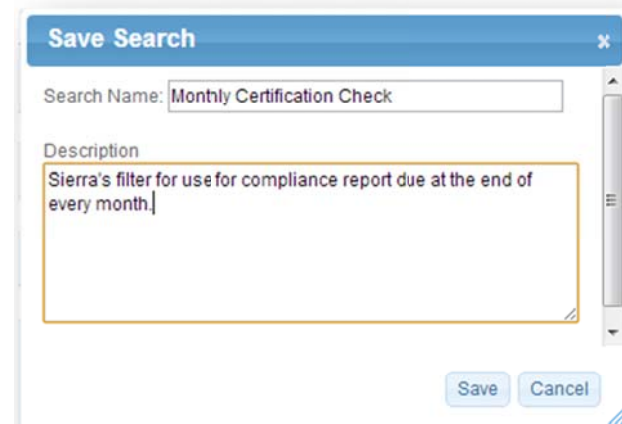 Save Search
x
Search Name: Monthly Certification Check
Description
Sierra's filter for use for compliance report due at the end of
every month.
Save Cancel